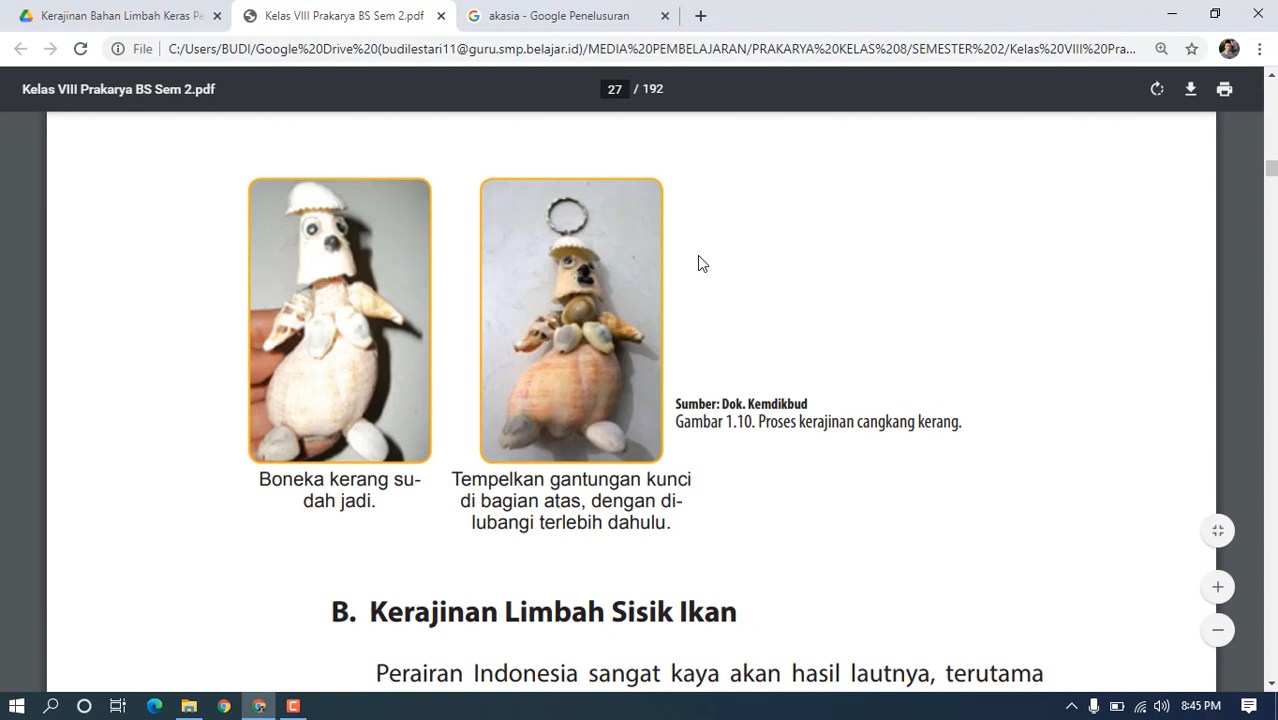 Kerajinan Bahan Limbah Keras Pe
Kelas VIII Prakarya BS Sem 2.pdf
akasia - Google Penelusuran
File
C:/Users/BUDI/Google%20Drive%20(budilestari11@guru.smp.belajar.id)/MEDIA%20PEMBELAJARAN/PRAKARYA%20KELAS%208/SEMESTER%202/Kelas%20VIII%20Pra...
Kelas VIII Prakarya BS Sem 2.pdf
27 / 192
Sumber: Dok. Kemdikbud
Gambar 1.10. Proses kerajinan cangkang kerang.
Boneka kerang su-
dah jadi.
Tempelkan gantungan kunci
di bagian atas, dengan di-
lubangi terlebih dahulu.
B. Kerajinan Limbah Sisik Ikan
Perairan Indonesia sangat kaya akan hasil lautnya, terutama
8:45 PM